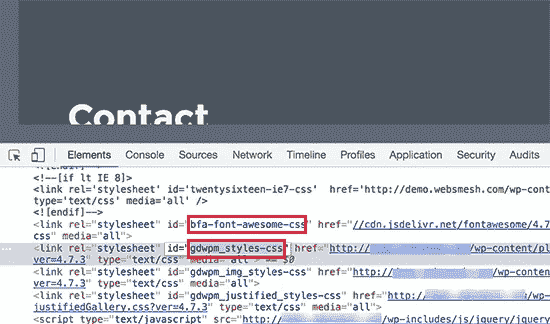 Contact
Elements Console Sources Network Timeline Profiles Application Security Audits
<!--[if lt IE 8]>
<link rel='stylesheet' id='twentysixteen-ie7-css'  href='http://demo.websmesh.com/wp-conte
type='text/css' media='all' />
<![endif]-->
<link rel="stylesheet" id="bfa-font-awesome-css" href="//cdn.jsdelivr.net/fontawesome/4.7
css" media="all">
<link rel="stylesheet" id="gdwpm_styles-css" href="http:// /wp-content/pl
ver=4.7.3" type="text/css" media="all"> == $0
<link rel="stylesheet" id="gdwpm_img_styles-css" href="http://
ver=4.7.3" type="text/css" media="all">
<link rel="stylesheet" id="gdwpm_justified_styles-css" href="http:// /wp-
justifiedGallery.css?ver=4.7.3" type="text/css" media="all">
<script type="text/javascript" src="http:// /wp-includes/js/jquery/jquery